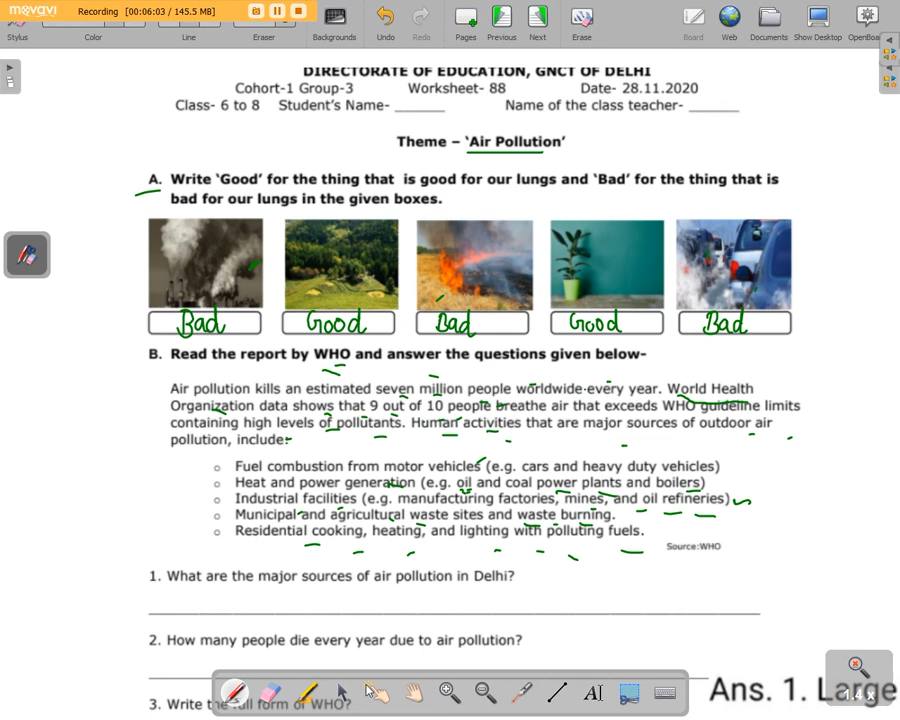 movavi Recording [00:06:03 / 145.5 MB]
Stylus Color Line Eraser Backgrounds Undo Redo Pages Previous Next Erase Board Web Documents Show Desktop OpenBoa
DIRECTORATE OF EDUCATION, GNCT OF DELHI
Cohort-1 Group-3 Worksheet- 88 Date- 28.11.2020
Class- 6 to 8 Student's Name- ______ Name of the class teacher- ______
Theme – 'Air Pollution'
A. Write 'Good' for the thing that is good for our lungs and 'Bad' for the thing that is
bad for our lungs in the given boxes.
Bad Good Bad Good Bad
B. Read the report by WHO and answer the questions given below-
Air pollution kills an estimated seven million people worldwide every year. World Health
Organization data shows that 9 out of 10 people breathe air that exceeds WHO guideline limits
containing high levels of pollutants. Human activities that are major sources of outdoor air
pollution, include:
o Fuel combustion from motor vehicles (e.g. cars and heavy duty vehicles)
o Heat and power generation (e.g. oil and coal power plants and boilers)
o Industrial facilities (e.g. manufacturing factories, mines, and oil refineries)
o Municipal and agricultural waste sites and waste burning.
o Residential cooking, heating, and lighting with polluting fuels.
Source:WHO
1. What are the major sources of air pollution in Delhi?
2. How many people die every year due to air pollution?
Ans. 1. Large
1.4 x
3. Write the full form of WHO?